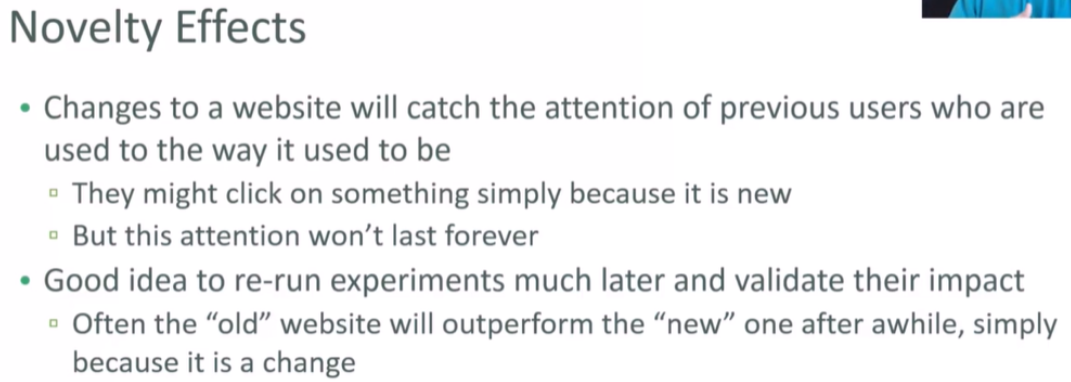 Novelty Effects
• Changes to a website will catch the attention of previous users who are
used to the way it used to be
▫ They might click on something simply because it is new
▫ But this attention won’t last forever
• Good idea to re-run experiments much later and validate their impact
▫ Often the “old” website will outperform the “new” one after awhile, simply
because it is a change